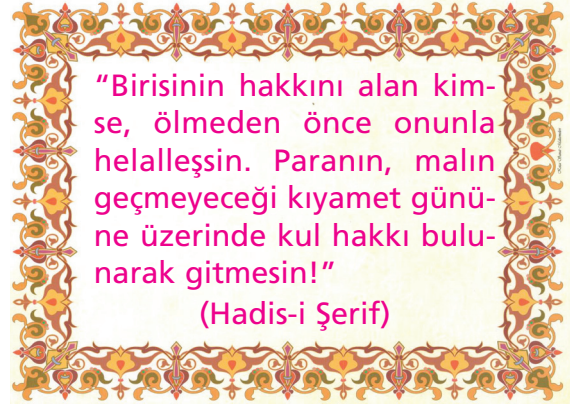 “Birisinin hakkını alan kim-
se, ölmeden önce onunla
helalleşsin. Paranın, malın
geçmeyeceği kıyamet günü-
ne üzerinde kul hakkı bulu-
narak gitmesin!”
(Hadis-i Şerif)